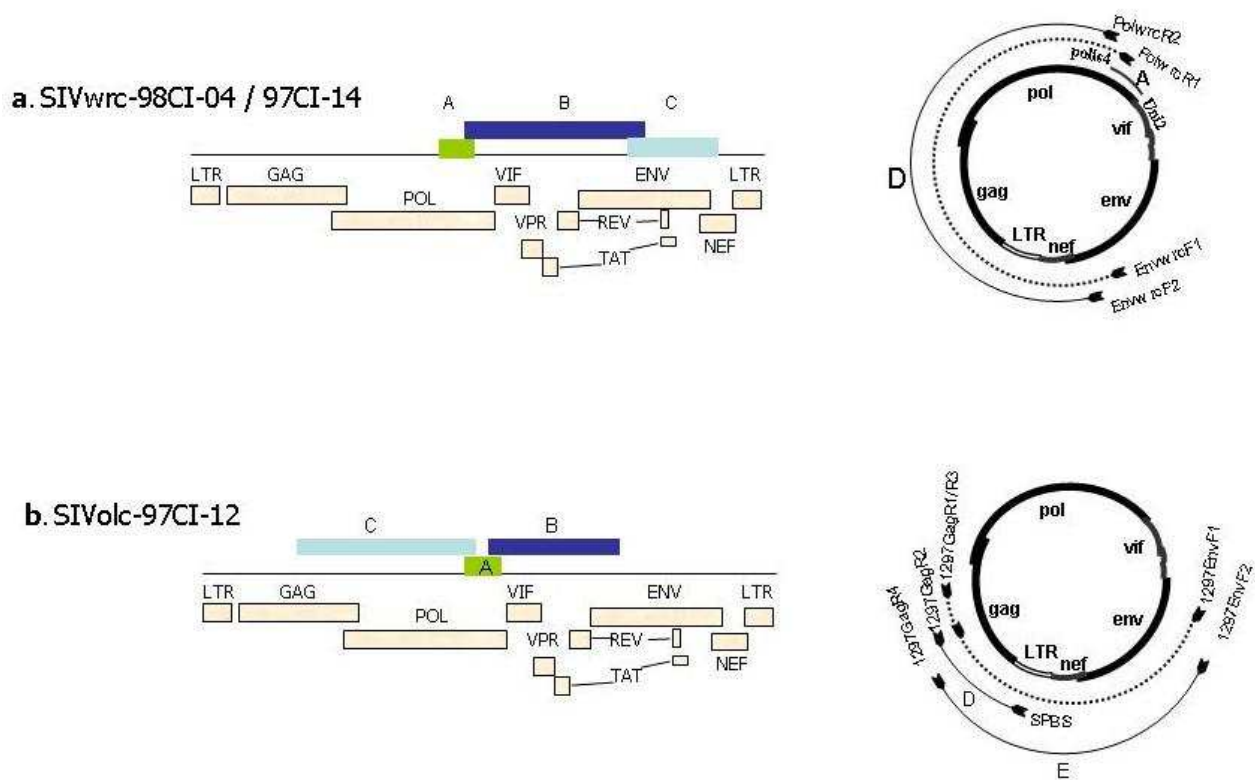 a. SIVwrc-98CI-04 / 97CI-14
A B C
LTR GAG VIF ENV LTR
POL
VPR REV
TAT NEF
PolwrcR2
PolwrcR1
polis4
A
Uni2
pol
vif
D
gag
env
LTR nef
EnvwrcF1
EnvwrcF2
b. SIVolc-97CI-12
C B
A
LTR GAG VIF ENV LTR
POL
VPR REV
TAT NEF
1297GagR1/R3
1297GagR2
1297GagR4
pol
vif
gag
env
LTR nef
1297EnvF1
1297EnvF2
D
SPBS
E